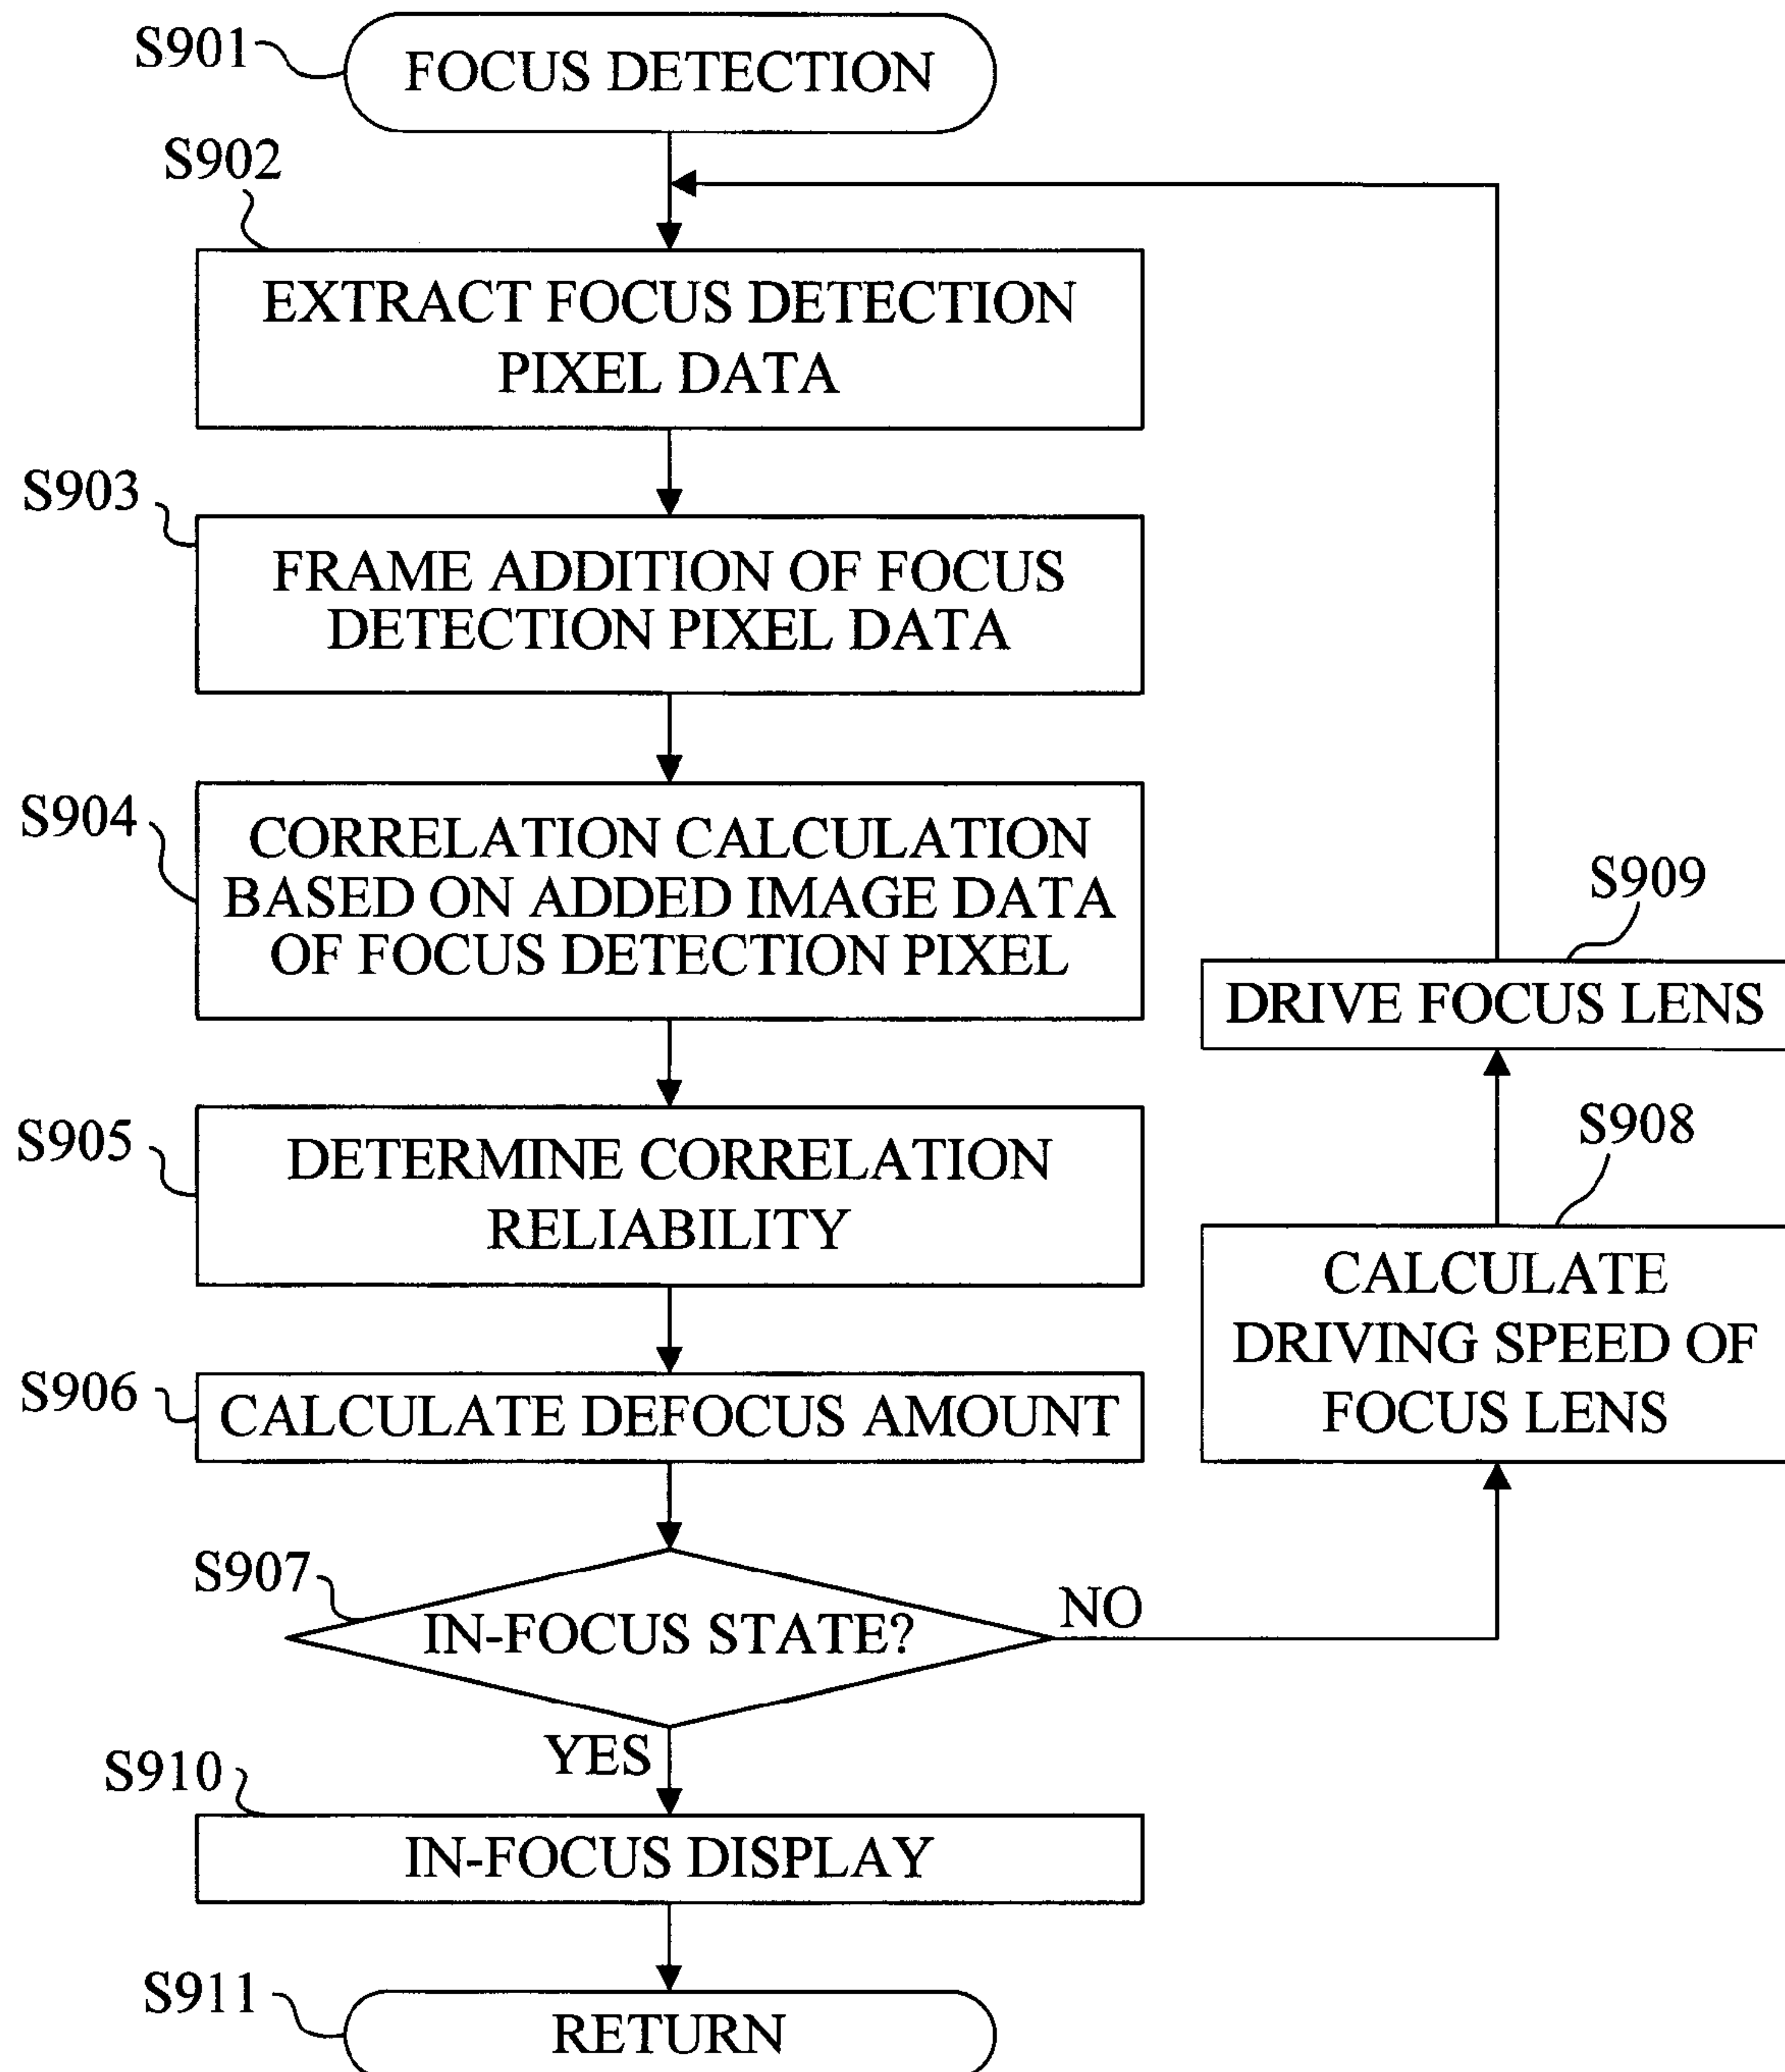 S901
FOCUS DETECTION
S902
EXTRACT FOCUS DETECTION
PIXEL DATA
S903
FRAME ADDITION OF FOCUS
DETECTION PIXEL DATA
S904
CORRELATION CALCULATION
BASED ON ADDED IMAGE DATA
OF FOCUS DETECTION PIXEL
S905
DETERMINE CORRELATION
RELIABILITY
S906
CALCULATE DEFOCUS AMOUNT
S907
IN-FOCUS STATE?
NO
S908
CALCULATE
DRIVING SPEED OF
FOCUS LENS
S909
DRIVE FOCUS LENS
YES
S910
IN-FOCUS DISPLAY
S911
RETURN